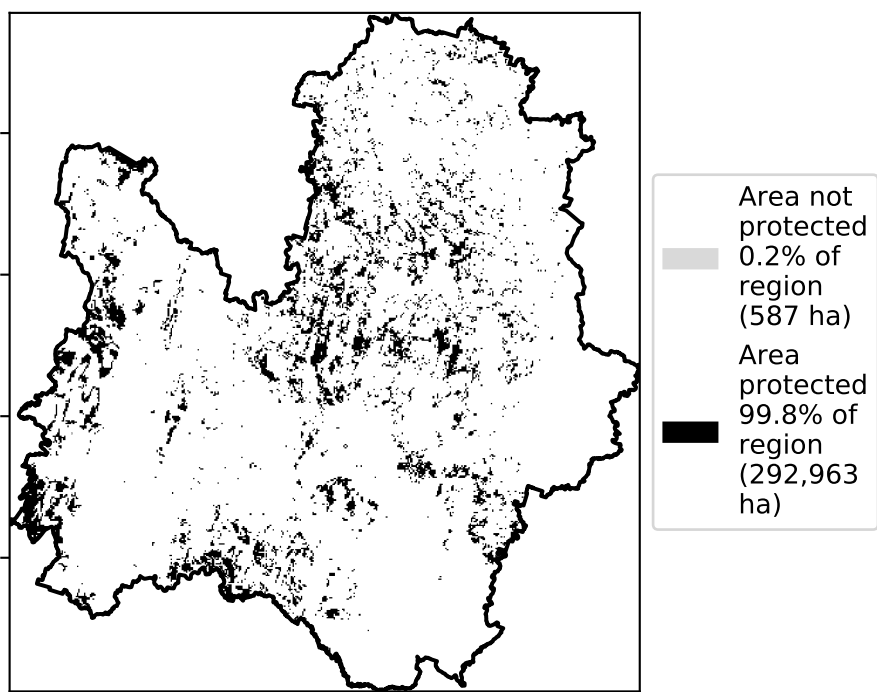 Area not
protected
0.2% of
region
(587 ha)
Area
protected
99.8% of
region
(292,963
ha)